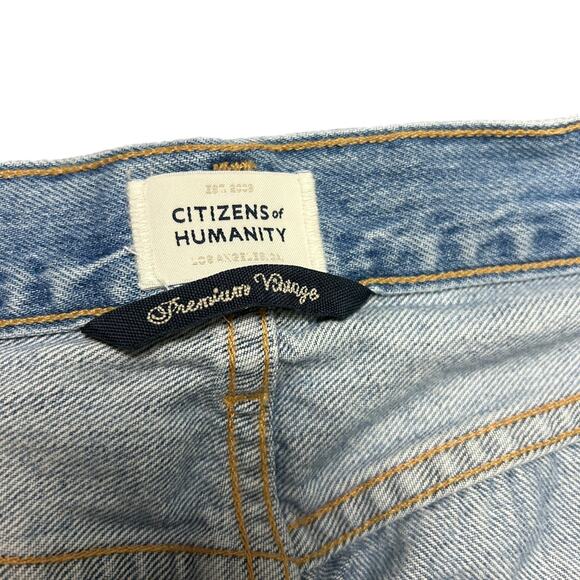 EST. 2003
CITIZENS of
HUMANITY
LOS ANGELES, CA.
Premium Vintage